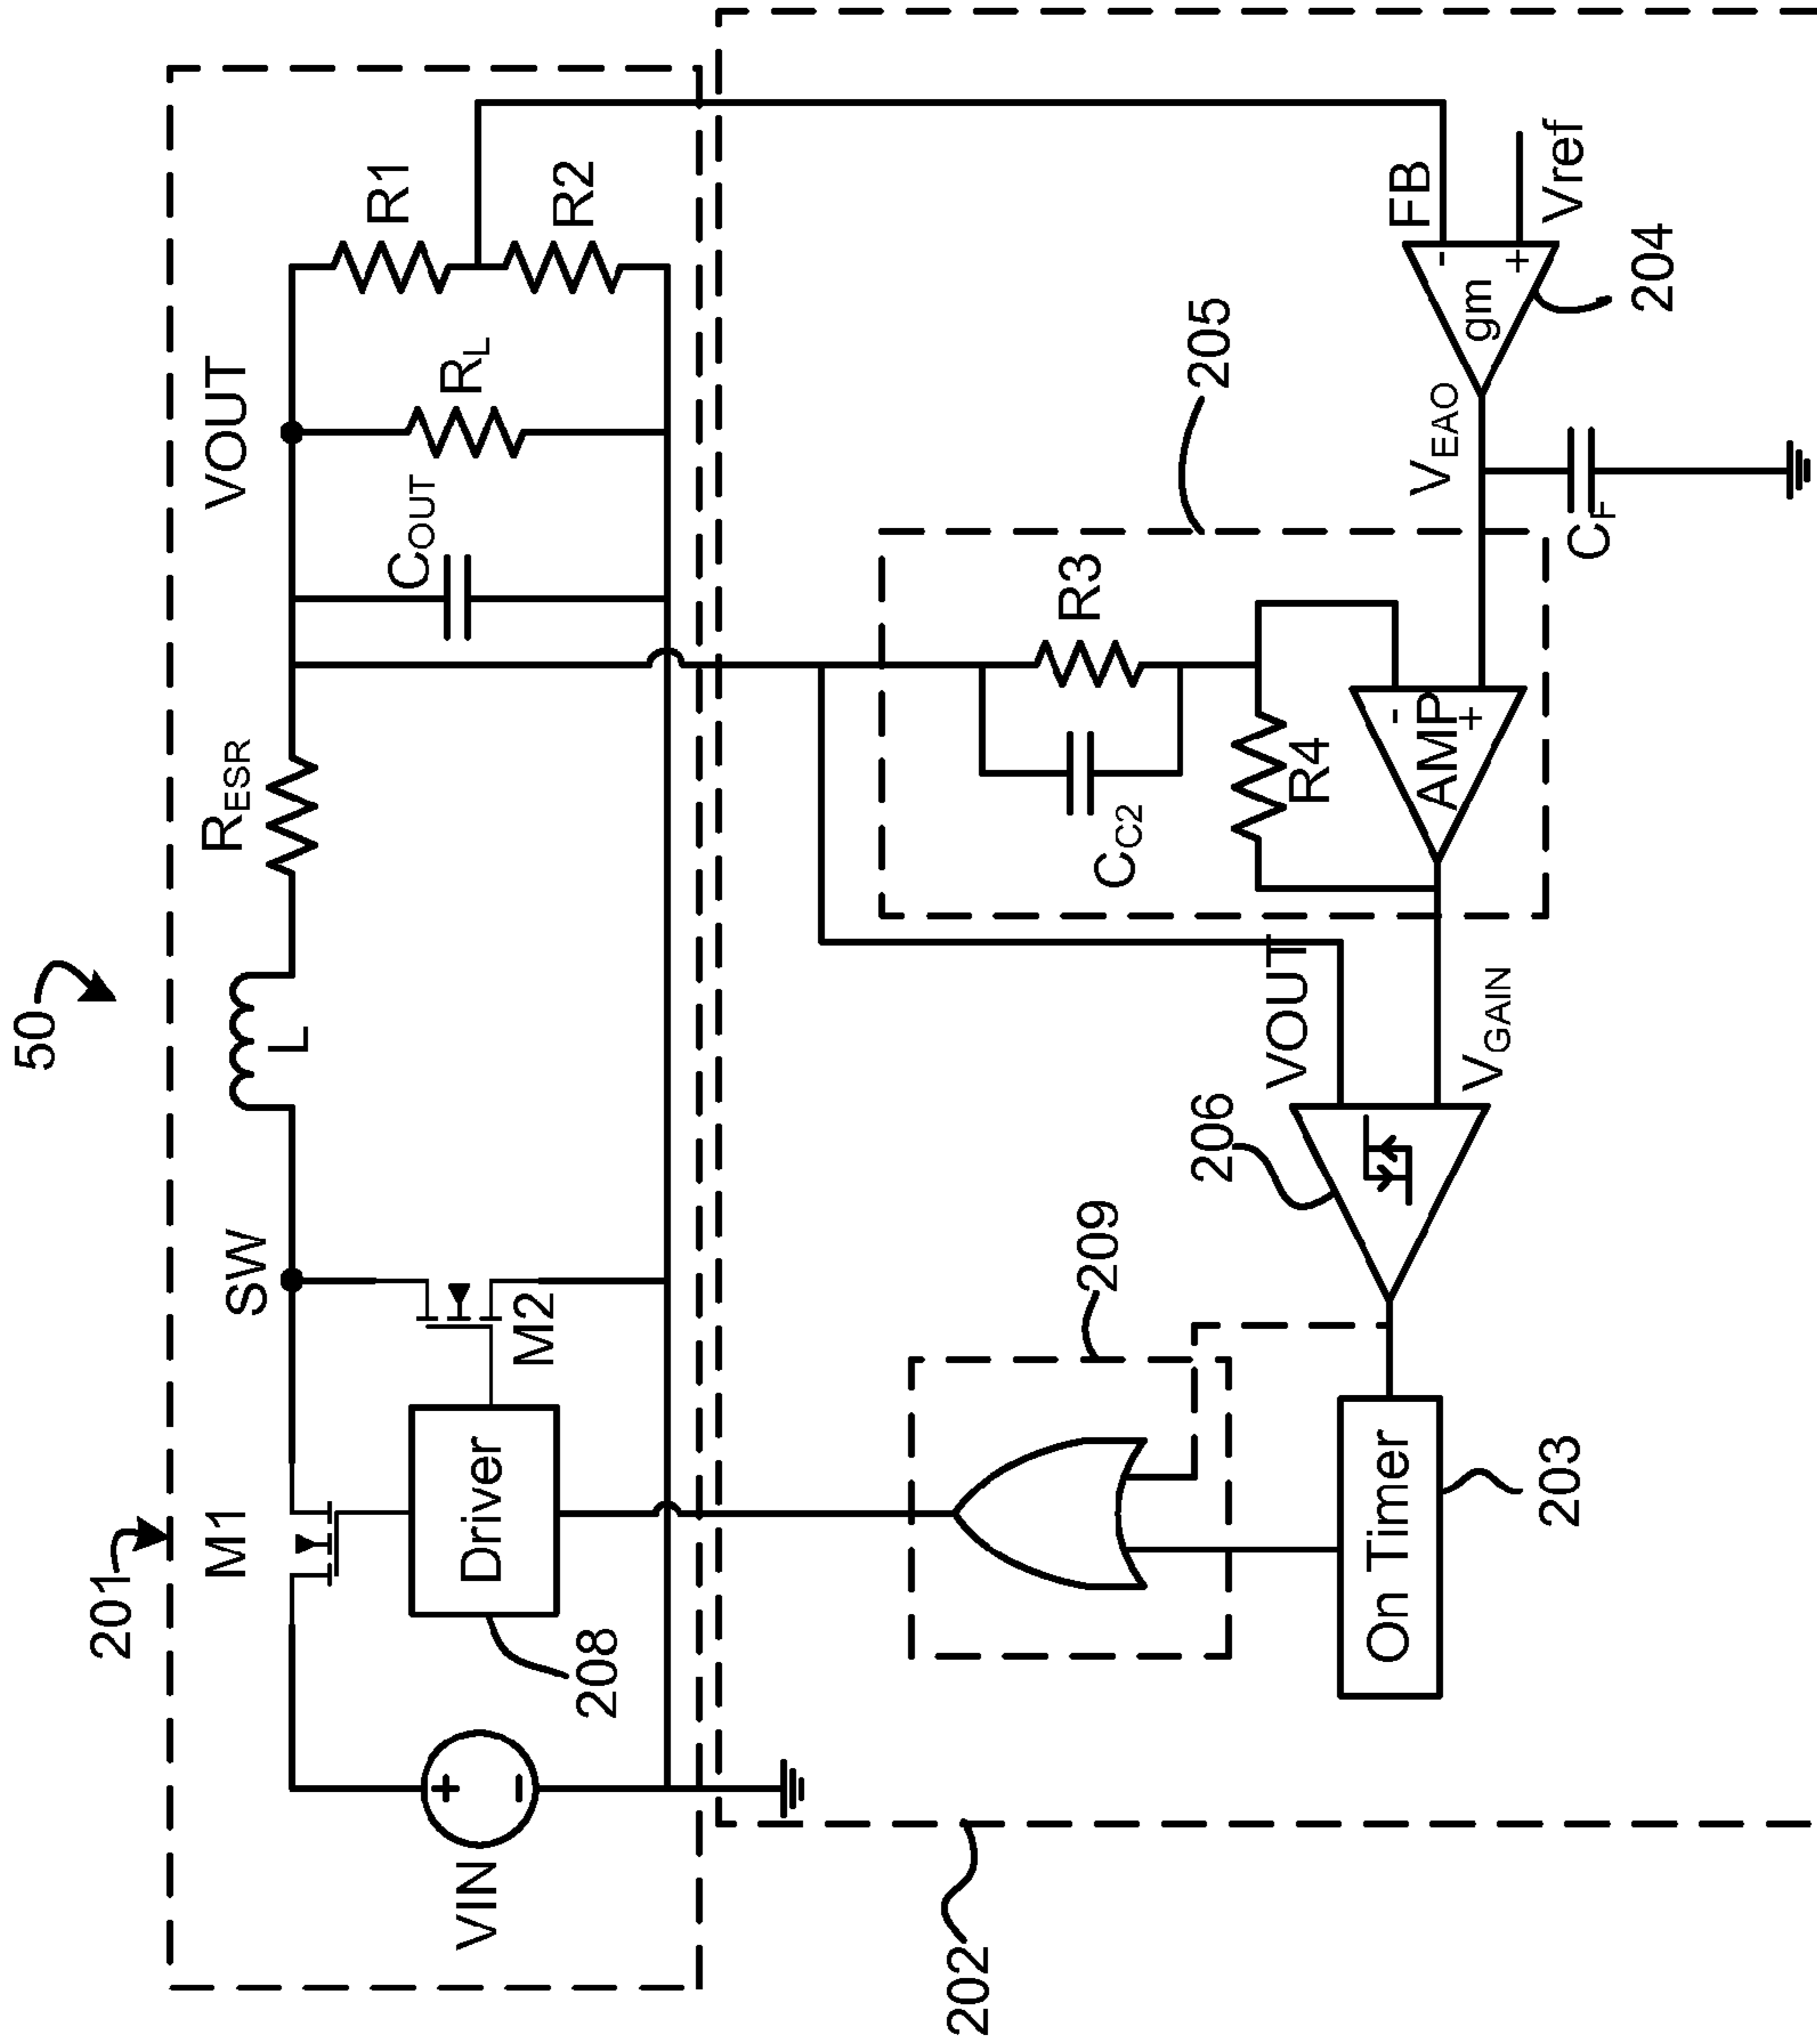 50
201
VIN
M1
SW
L
RESR
VOUT
COUT
RL
R1
R2
Driver
208
M2
202
209
205
CC2
R3
R4
AMP
-
+
VEAO
CF
FB
-
+
gm
Vref
204
206
VOUT
VGAIN
On Timer
203
+
-